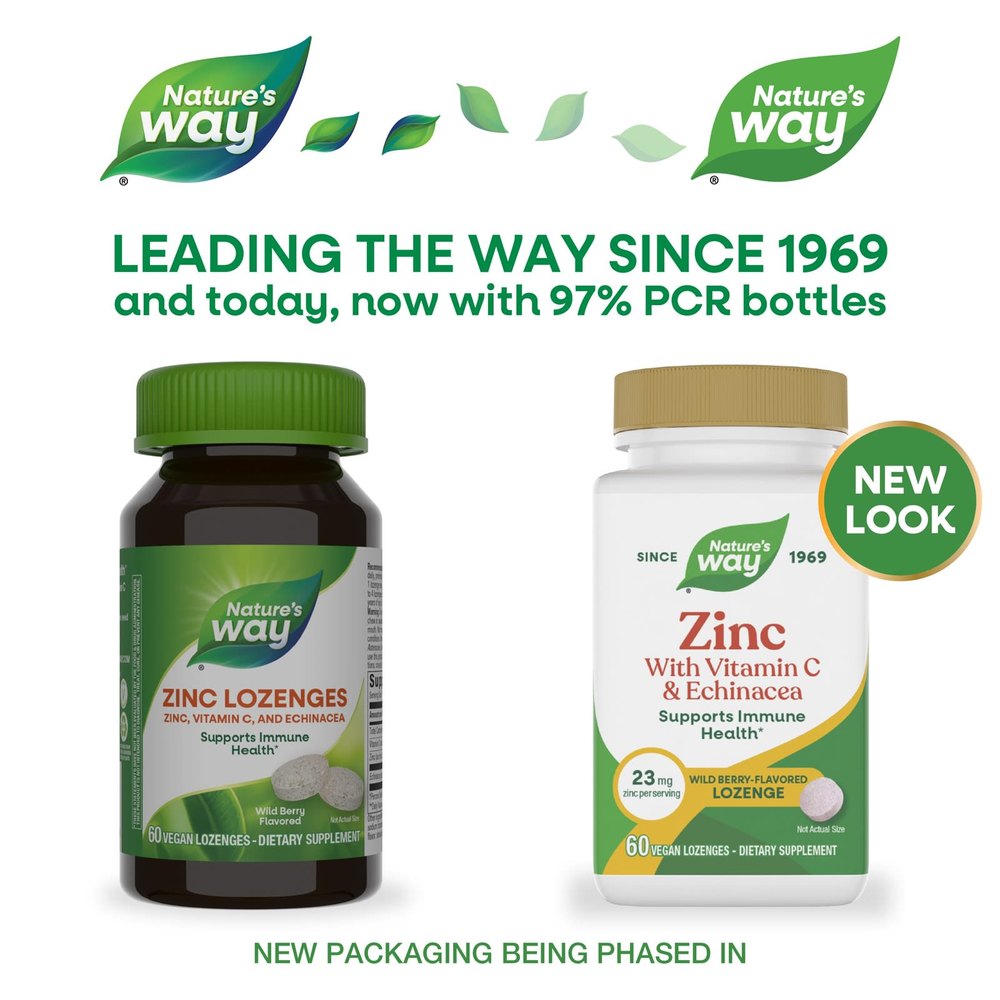 Nature's
way
®
Nature's
way
®
LEADING THE WAY SINCE 1969
and today, now with 97% PCR bottles
Nature's
way
®
ZINC LOZENGES
ZINC, VITAMIN C, AND ECHINACEA
Supports Immune
Health*
Wild Berry
Flavored
Not Actual Size
60 VEGAN LOZENGES - DIETARY SUPPLEMENT
NEW
LOOK
SINCE
Nature's
way
®
1969
Zinc
With Vitamin C
& Echinacea
Supports Immune
Health*
23 mg
zinc per serving
WILD BERRY-FLAVORED
LOZENGE
Not Actual Size
60 VEGAN LOZENGES - DIETARY SUPPLEMENT
NEW PACKAGING BEING PHASED IN